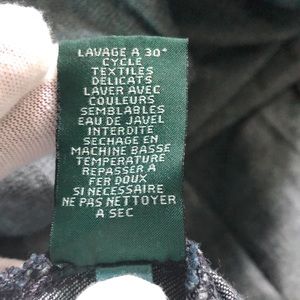 LAVAGE A 30°
CYCLE
TEXTILES
DELICATS
LAVER AVEC
COULEURS
SEMBLABLES
EAU DE JAVEL
INTERDITE
SECHAGE EN
MACHINE BASSE
TEMPERATURE
REPASSER A
FER DOUX
SI NECESSAIRE
NE PAS NETTOYER
A SEC